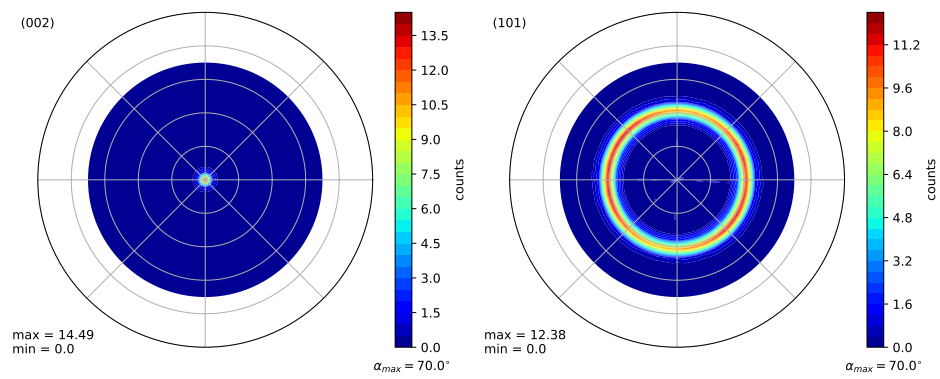 (002)
13.5
12.0
10.5
9.0
7.5
6.0
4.5
3.0
1.5
0.0
counts
max = 14.49
min = 0.0
α_max = 70.0°
(101)
11.2
9.6
8.0
6.4
4.8
3.2
1.6
0.0
counts
max = 12.38
min = 0.0
α_max = 70.0°